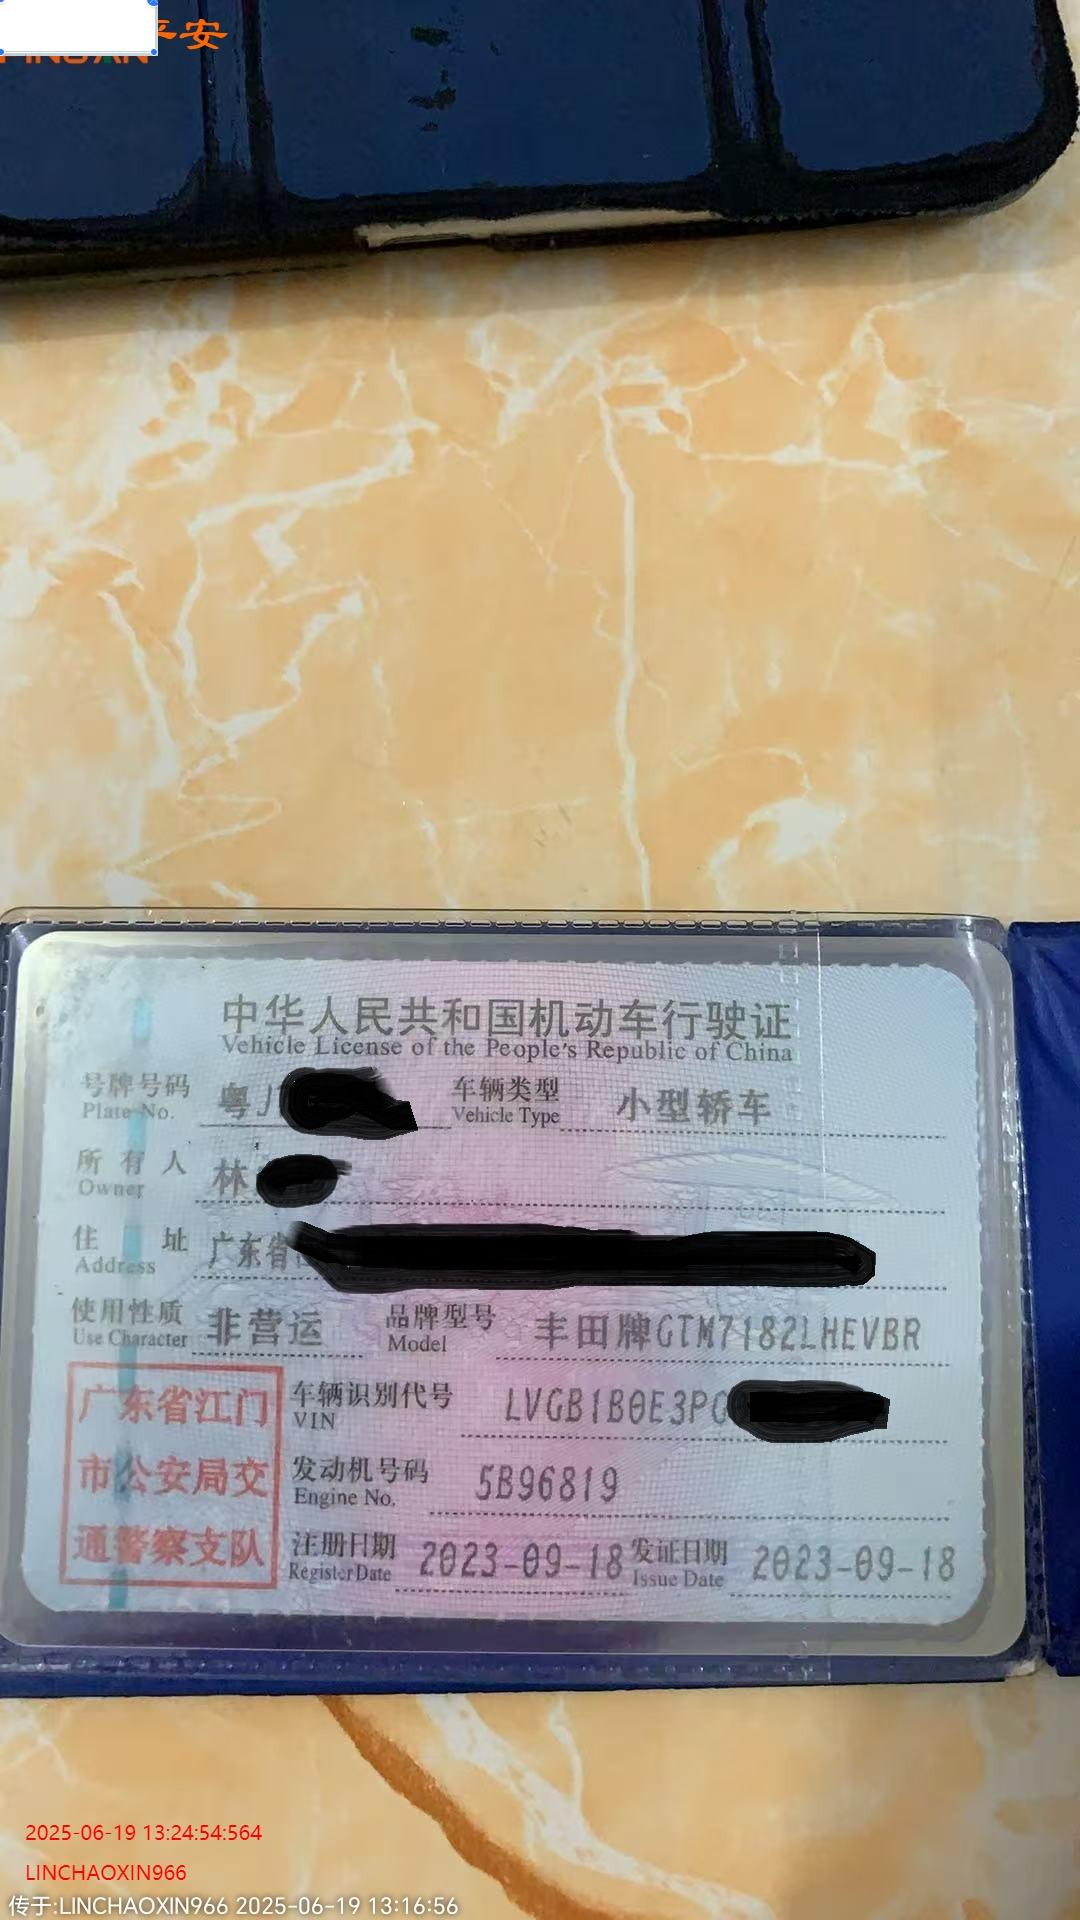 平安
中华人民共和国机动车行驶证
Vehicle License of the People's Republic of China
号牌号码 粤J 车辆类型 小型轿车
Plate No. Vehicle Type
所有人 林
Owner
住址 广东省
Address
使用性质 非营运 品牌型号 丰田牌GTM7182LHEVBR
Use Character Model
广东省江门 车辆识别代号 LVGB1B0E3PG
VIN
市公安局交 发动机号码 5B96819
Engine No.
通警察支队 注册日期 2023-09-18 发证日期 2023-09-18
Register Date Issue Date
2025-06-19 13:24:54:564
LINCHAOXIN966
传于:LINCHAOXIN966 2025-06-19 13:16:56